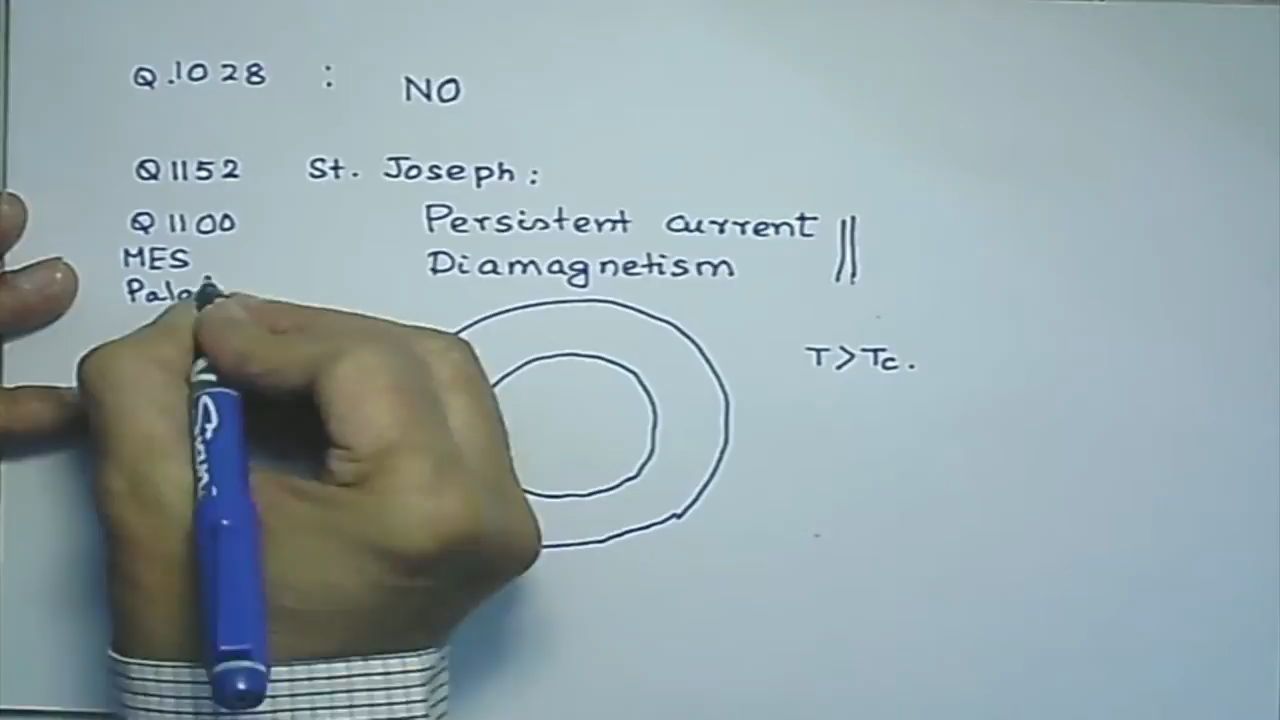 Q.1028 : NO
Q1152 St. Joseph:
Q1100 Persistent current
MES Diamagnetism
T>Tc.